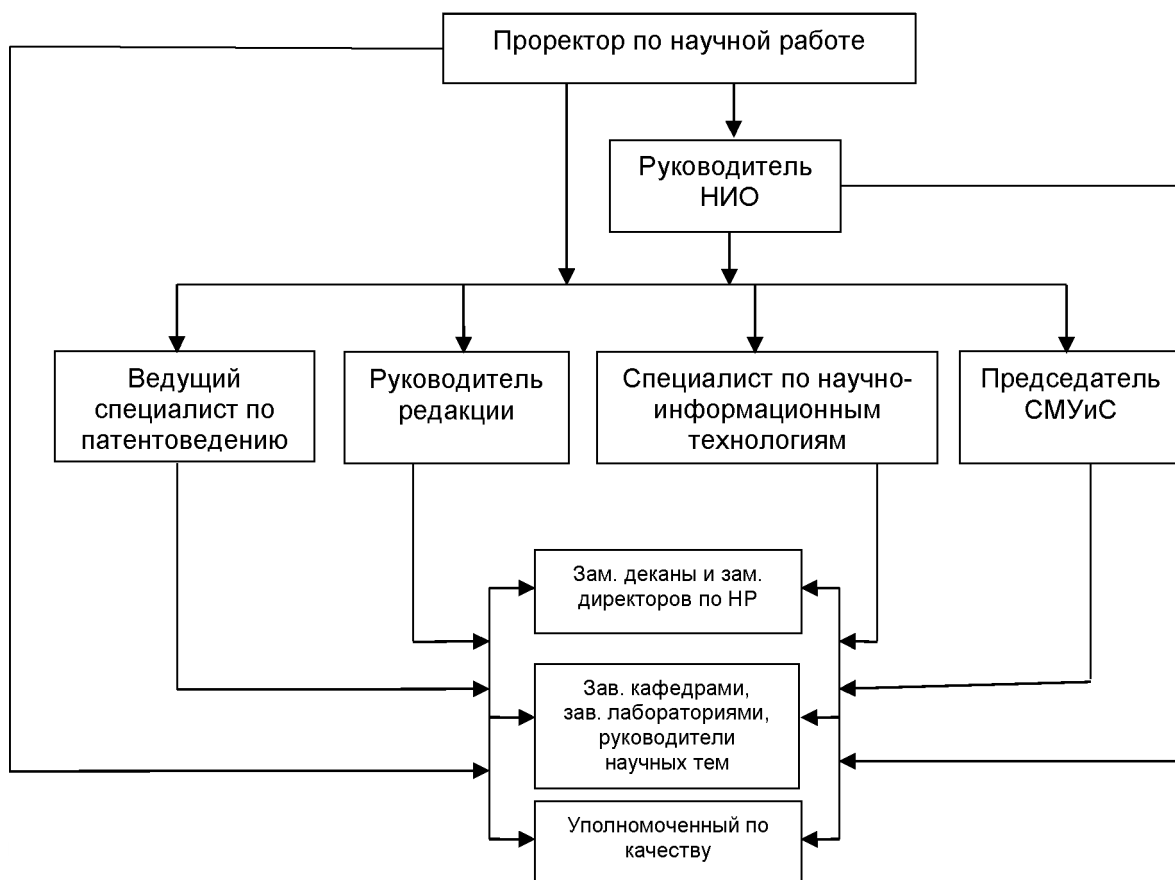 Проректор по научной работе
Руководитель
НИО
Ведущий
специалист по
патентоведению
Руководитель
редакции
Специалист по научно-
информационным
технологиям
Председатель
СМУиС
Зам. деканы и зам.
директоров по НР
Зав. кафедрами,
зав. лабораториями,
руководители
научных тем
Уполномоченный по
качеству